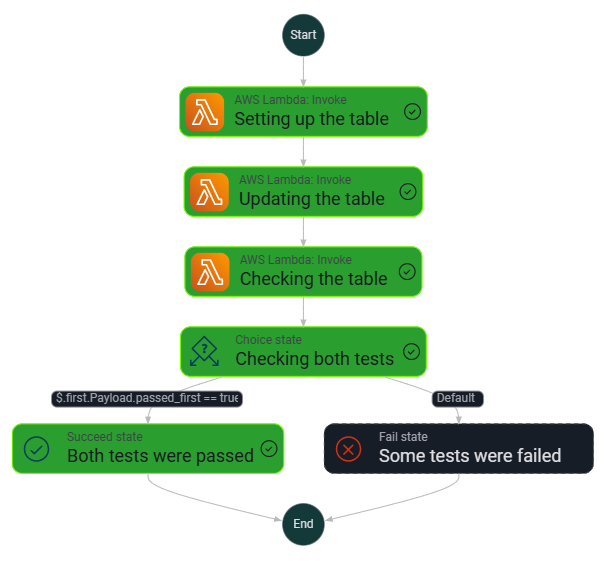 Start
AWS Lambda: Invoke
Setting up the table
AWS Lambda: Invoke
Updating the table
AWS Lambda: Invoke
Checking the table
Choice state
?
Checking both tests
$.first.Payload.passed_first == true
Default
Succeed state
Both tests were passed
Fail state
Some tests were failed
End